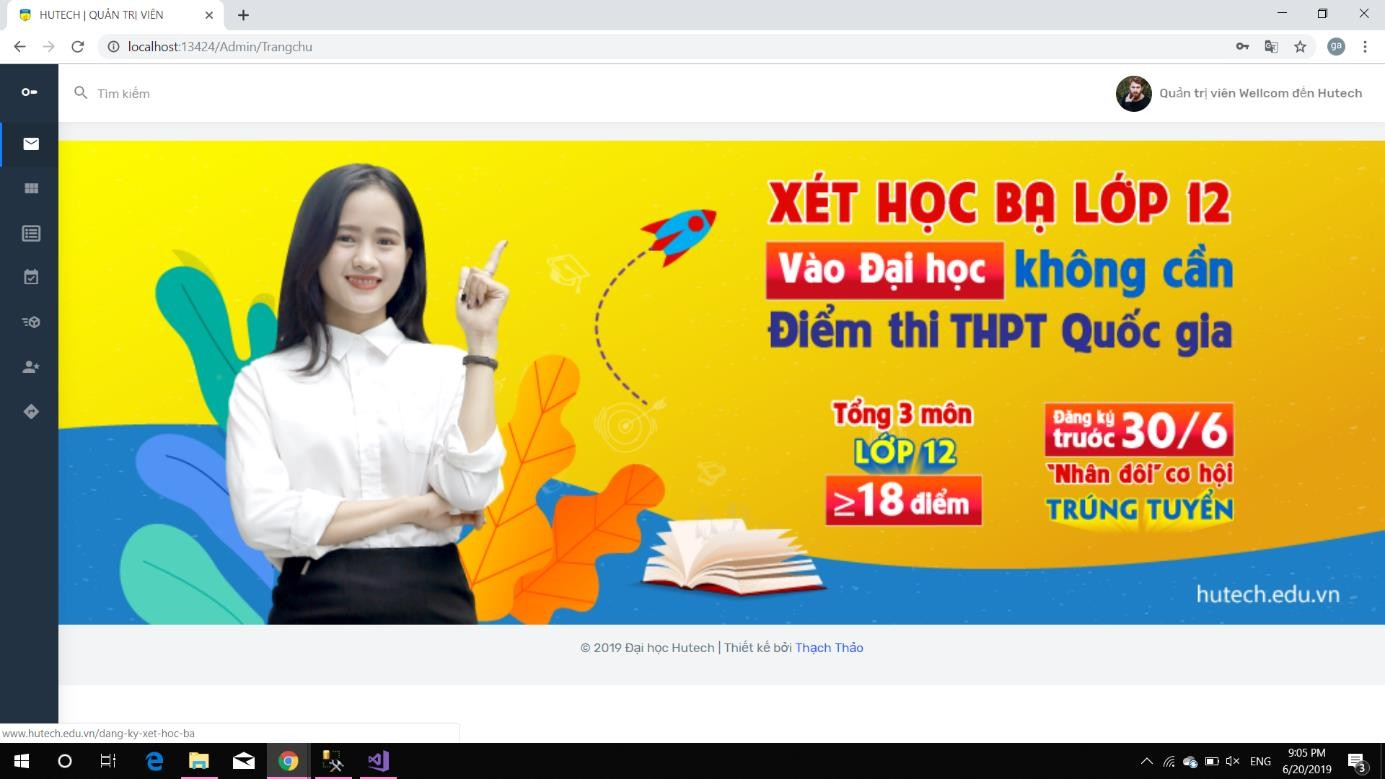 HUTECH | QUẢN TRỊ VIÊN
localhost:13424/Admin/Trangchu
ga
Tìm kiếm
Quản trị viên Wellcom đến Hutech
XÉT HỌC BẠ LỚP 12
Vào Đại học không cần
Điểm thi THPT Quốc gia
Tổng 3 môn
LỚP 12
≥18 điểm
Đăng ký
trước 30/6
"Nhân đôi" cơ hội
TRÚNG TUYỂN
hutech.edu.vn
© 2019 Đại học Hutech | Thiết kế bởi Thạch Thảo
www.hutech.edu.vn/dang-ky-xet-hoc-ba
ENG
9:05 PM
6/20/2019
3